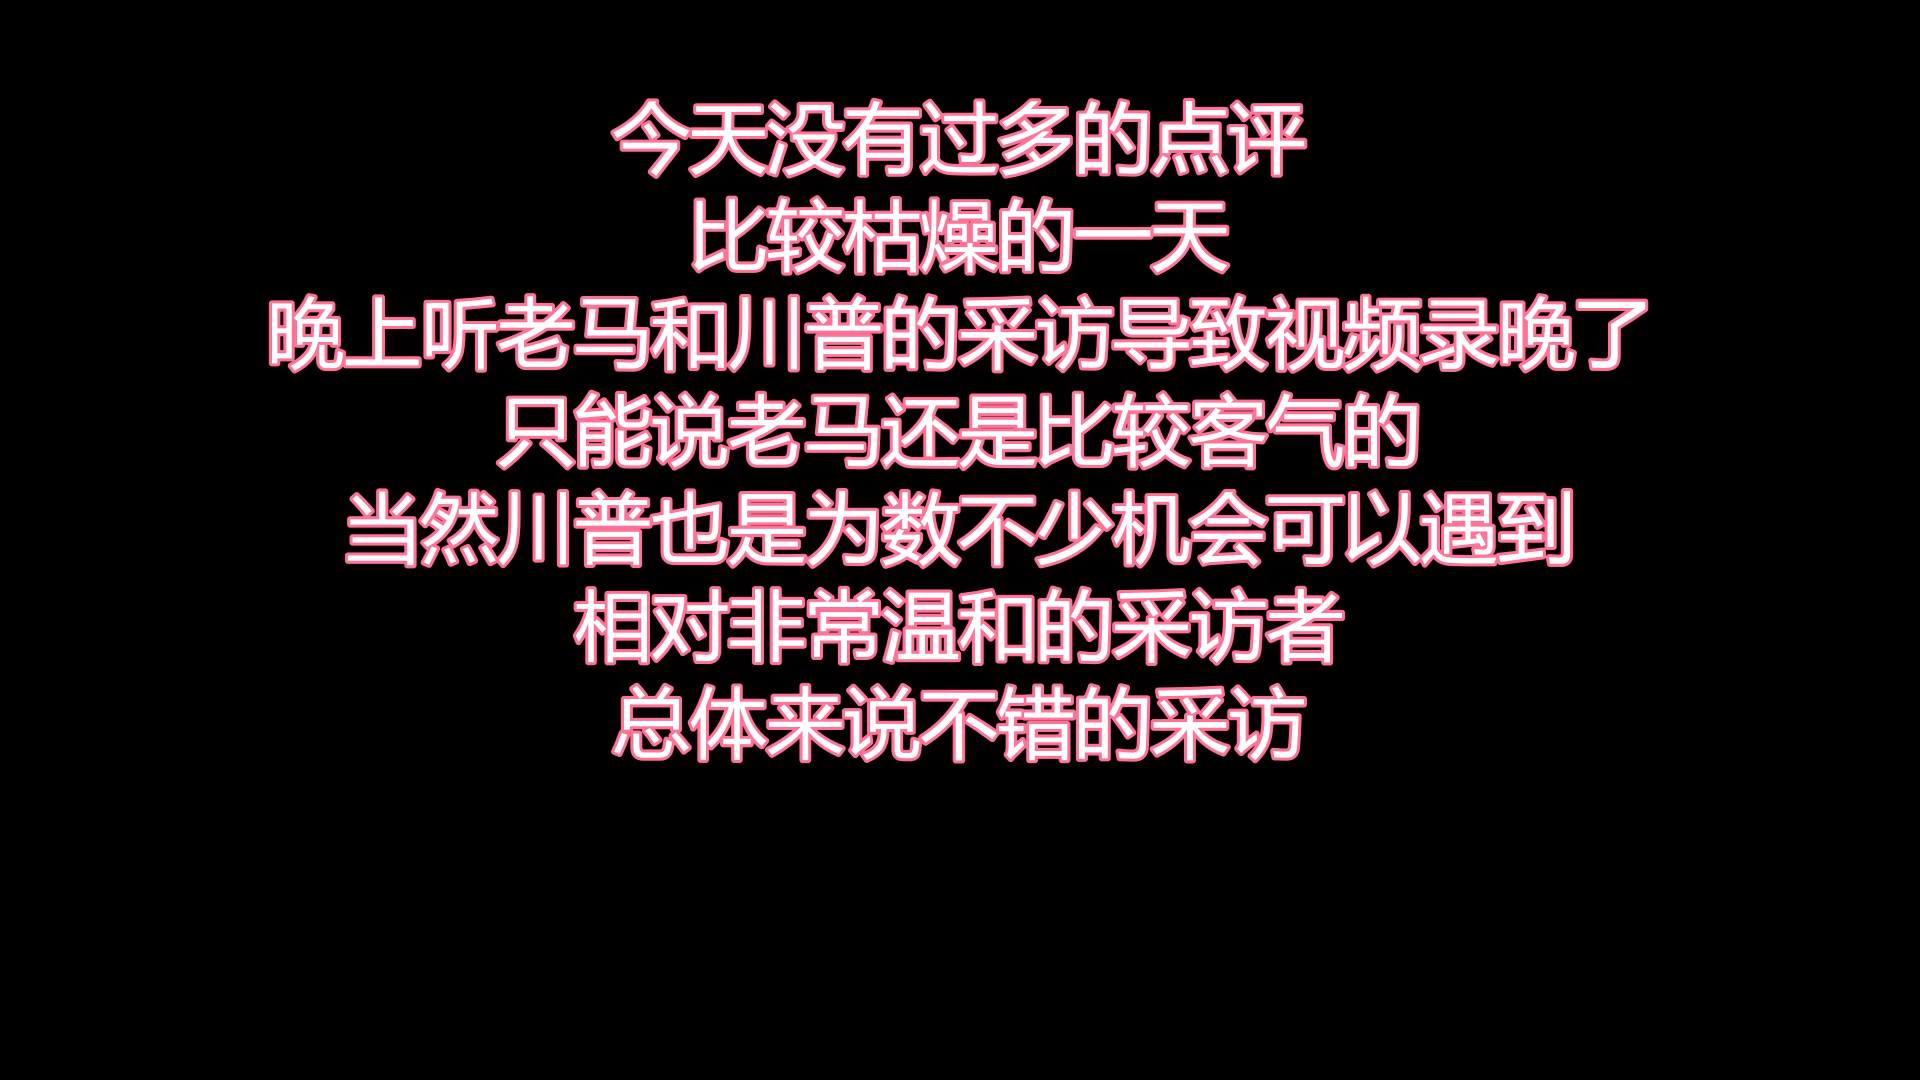 今天没有过多的点评
比较枯燥的一天
晚上听老马和川普的采访导致视频录晚了
只能说老马还是比较客气的
当然川普也是为数不少机会可以遇到
相对非常温和的采访者
总体来说不错的采访